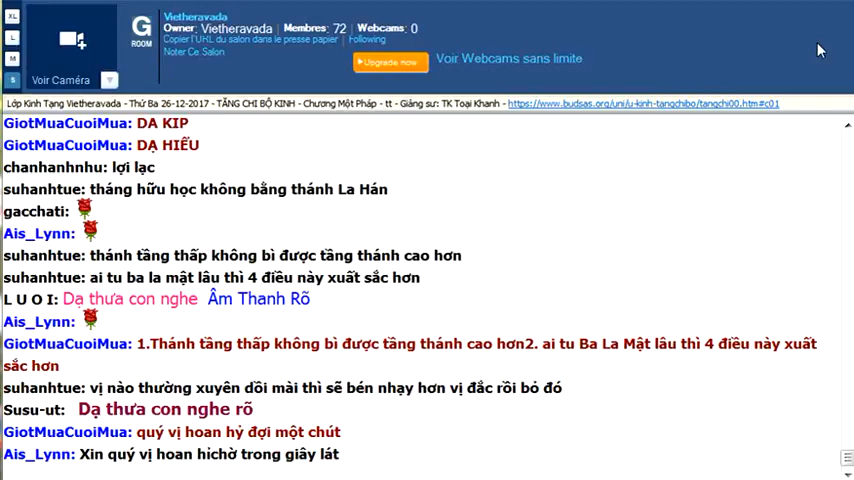 XL
L
M
S
Voir Caméra
G
ROOM
Vietheravada
Owner: Vietheravada Membres: 72 Webcams: 0
Copier l'URL du salon dans le presse papier | Following
Noter Ce Salon
Upgrade now
Voir Webcams sans limite
Lớp Kinh Tạng Vietheravada - Thứ Ba 26-12-2017 - TĂNG CHI BỘ KINH - Chương Một Pháp - tt - Giảng sư: TK Toại Khanh - https://www.budsas.org/uni/u-kinh-tangchibo/tangchi00.htm#c01
GiotMuaCuoiMua: DA KIP
GiotMuaCuoiMua: DẠ HIỂU
chanhanhnhu: lợi lạc
suhanhtue: tháng hữu học không bằng thánh La Hán
gacchati:
Ais_Lynn:
suhanhtue: thánh tầng thấp không bì được tầng thánh cao hơn
suhanhtue: ai tu ba la mật lâu thì 4 điều này xuất sắc hơn
L U O I: Dạ thưa con nghe Âm Thanh Rõ
Ais_Lynn:
GiotMuaCuoiMua: 1.Thánh tầng thấp không bì được tầng thánh cao hơn2. ai tu Ba La Mật lâu thì 4 điều này xuất
sắc hơn
suhanhtue: vị nào thường xuyên dồi mài thì sẽ bén nhạy hơn vị đắc rồi bỏ đó
Susu-ut: Dạ thưa con nghe rõ
GiotMuaCuoiMua: quý vị hoan hỷ đợi một chút
Ais_Lynn: Xin quý vị hoan hỉchờ trong giây lát